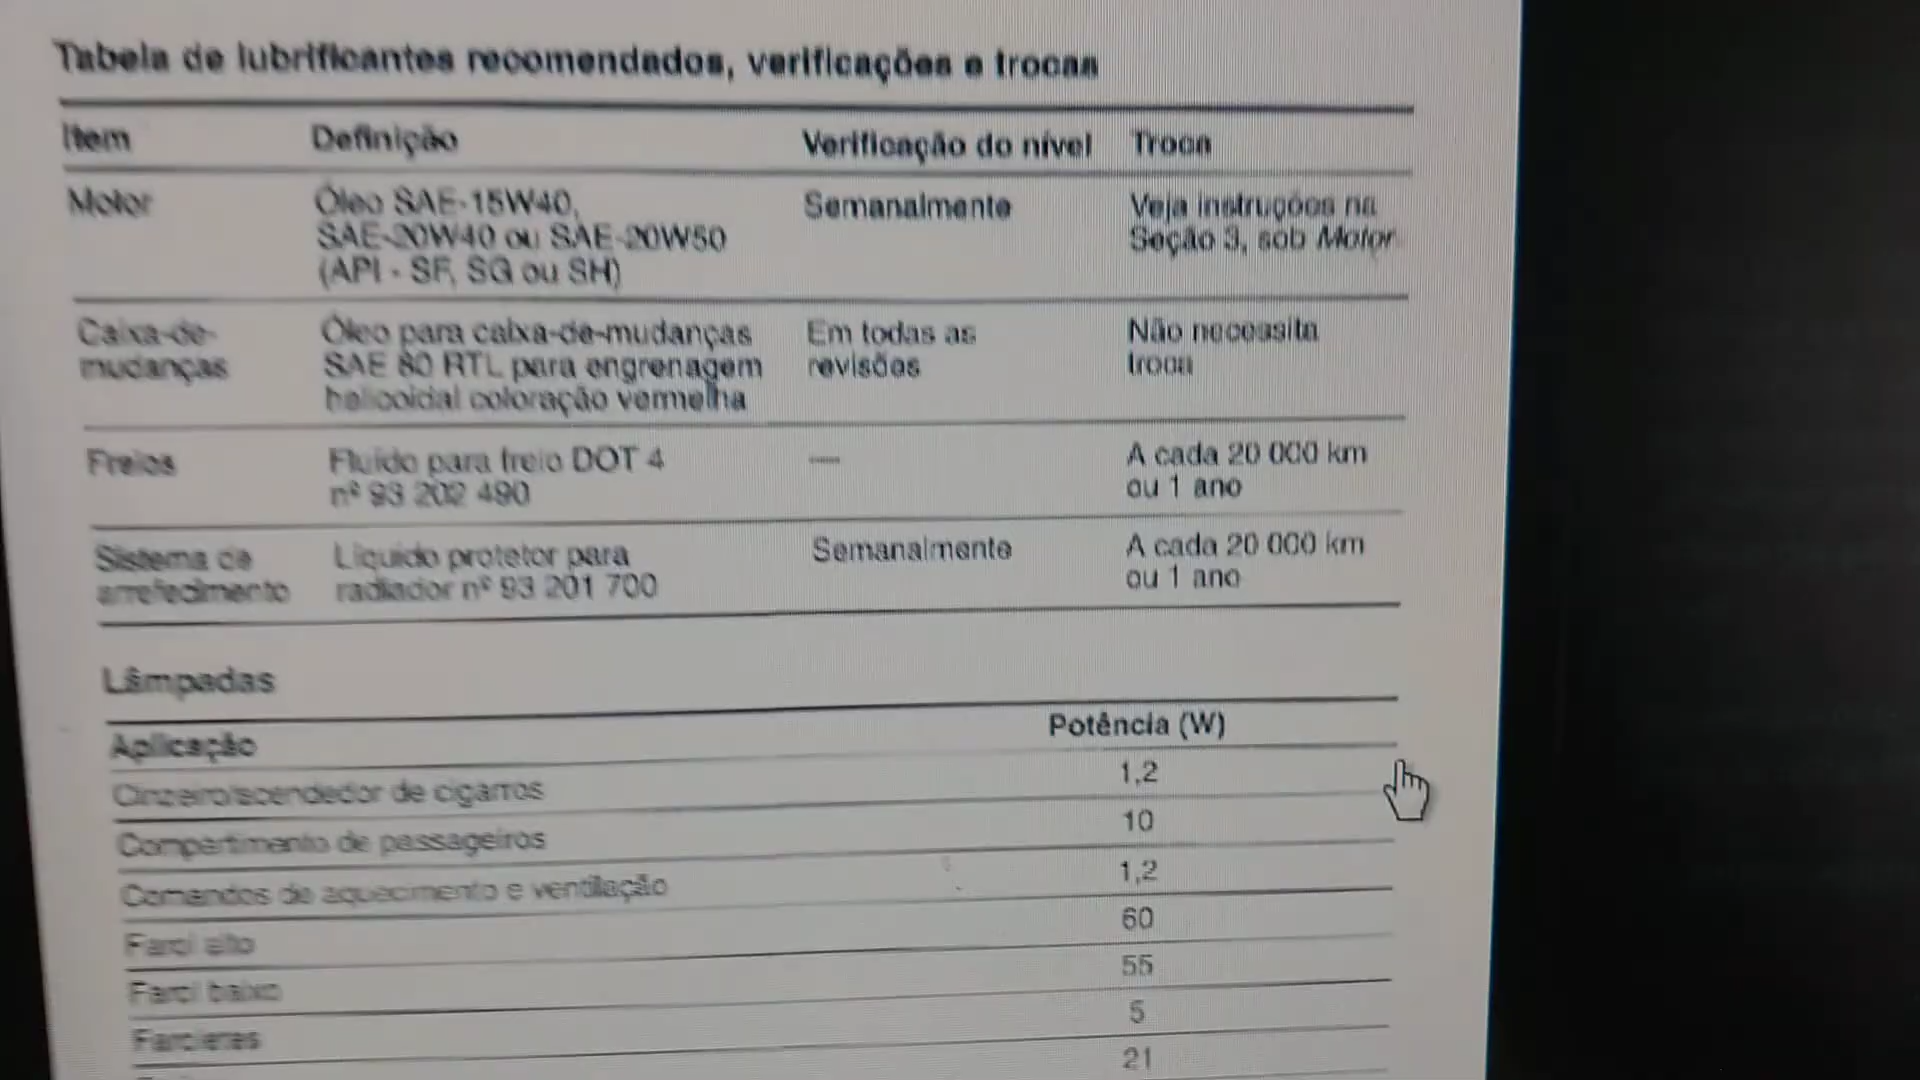 Tabela de lubrificantes recomendados, verificações e trocas
Item Definição Verificação do nível Troca
Motor Óleo SAE-15W40, Semanalmente Veja instruções na
SAE-20W40 ou SAE-20W50 Seção 3, sob Motor
(API - SF, SG ou SH)
Caixa-de- Óleo para caixa-de-mudanças Em todas as Não necessita
mudanças SAE 80 RTL para engrenagem revisões troca
helicoidal coloração vermelha
Freios Fluido para freio DOT 4 — A cada 20 000 km
nº 93 202 490 ou 1 ano
Sistema de Líquido protetor para Semanalmente A cada 20 000 km
arrefecimento radiador nº 93 201 700 ou 1 ano
Lâmpadas
Aplicação Potência (W)
Cinzeiro/acendedor de cigarros 1,2
Compartimento de passageiros 10
Comandos de aquecimento e ventilação 1,2
Farol alto 60
Farol baixo 55
Faroletes 5
21